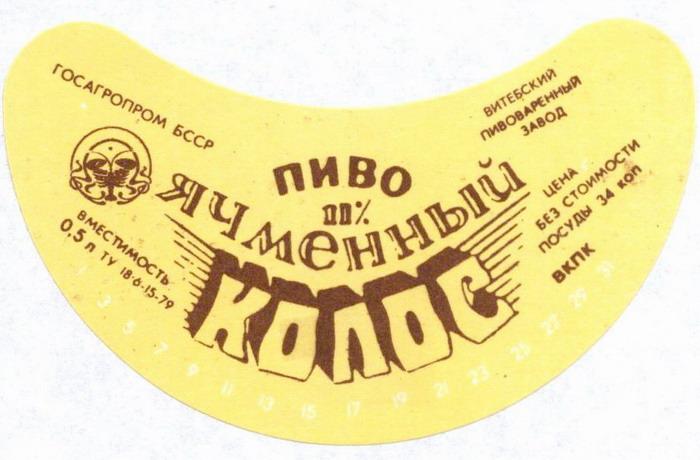 ГОСАГРОПРОМ БССР
ВМЕСТИМОСТЬ
0,5 л ТУ 18-6-15-79
ПИВО
11%
ЯЧМЕННЫЙ
КОЛОС
ВИТЕБСКИЙ
ПИВОВАРЕННЫЙ
ЗАВОД
ЦЕНА
БЕЗ СТОИМОСТИ
ПОСУДЫ 34 коп
ВКПК
1 3 5 7 9 11 13 15 17 19 21 23 25 27 29 31